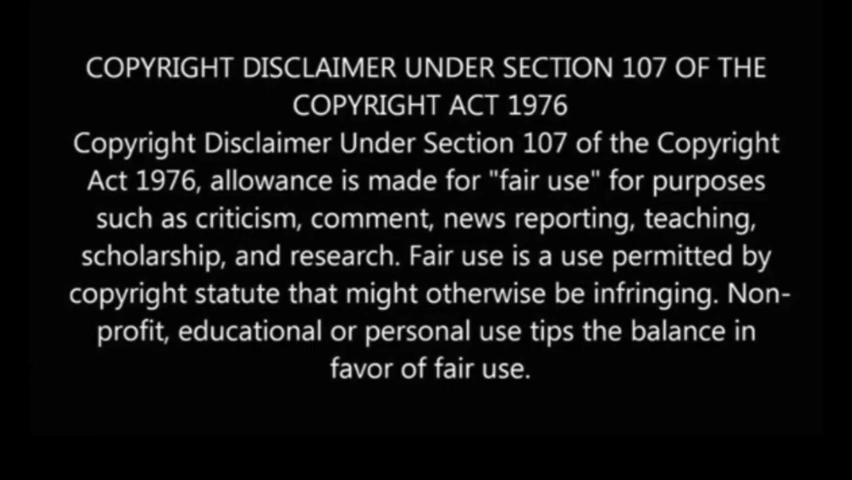 COPYRIGHT DISCLAIMER UNDER SECTION 107 OF THE
COPYRIGHT ACT 1976
Copyright Disclaimer Under Section 107 of the Copyright
Act 1976, allowance is made for "fair use" for purposes
such as criticism, comment, news reporting, teaching,
scholarship, and research. Fair use is a use permitted by
copyright statute that might otherwise be infringing. Non-
profit, educational or personal use tips the balance in
favor of fair use.